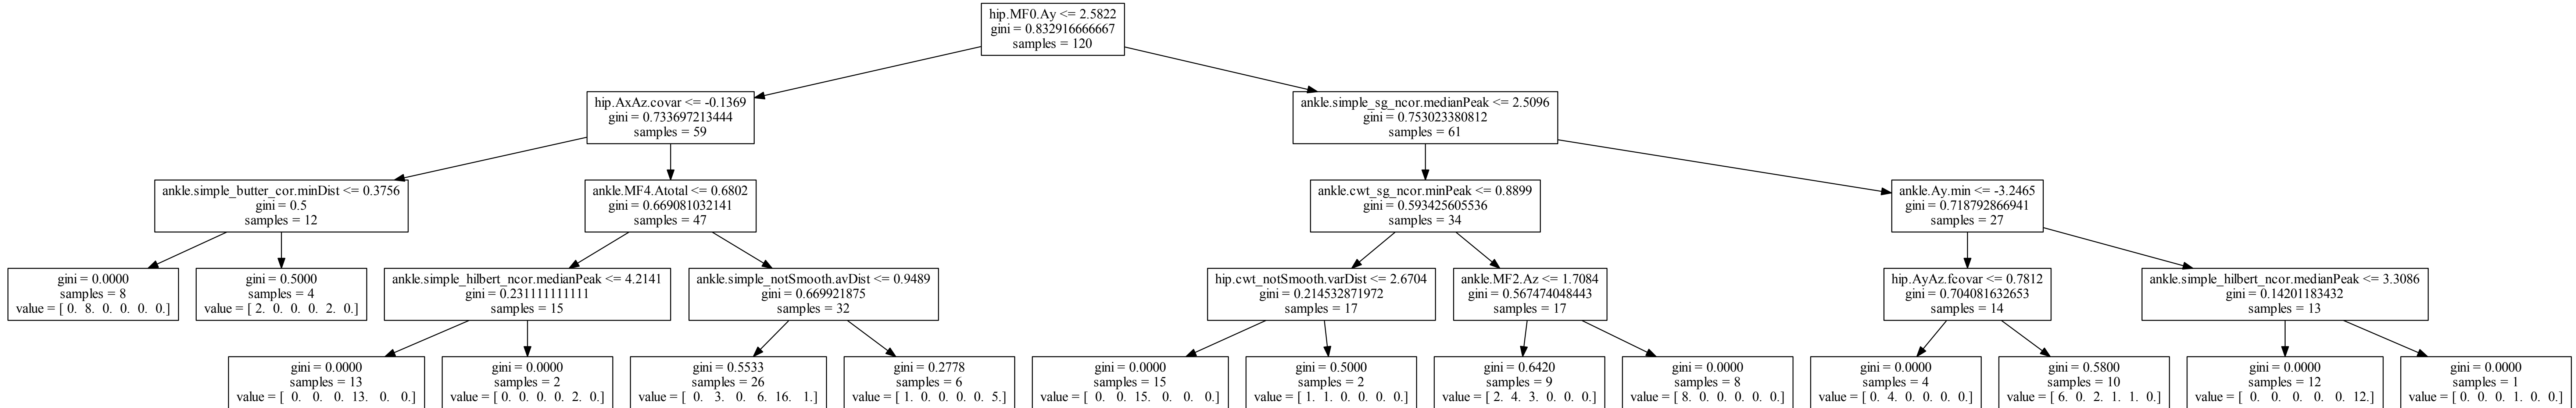 hip.MF0.Ay <= 2.5822
gini = 0.832916666667
samples = 120
hip.AxAz.covar <= -0.1369
gini = 0.733697213444
samples = 59
ankle.simple_sg_ncor.medianPeak <= 2.5096
gini = 0.753023380812
samples = 61
ankle.simple_butter_cor.minDist <= 0.3756
gini = 0.5
samples = 12
ankle.MF4.Atotal <= 0.6802
gini = 0.669081032141
samples = 47
ankle.cwt_sg_ncor.minPeak <= 0.8899
gini = 0.593425605536
samples = 34
ankle.Ay.min <= -3.2465
gini = 0.718792866941
samples = 27
gini = 0.0000
samples = 8
value = [ 0. 8. 0. 0. 0. 0.]
gini = 0.5000
samples = 4
value = [ 2. 0. 0. 0. 2. 0.]
ankle.simple_hilbert_ncor.medianPeak <= 4.2141
gini = 0.231111111111
samples = 15
ankle.simple_notSmooth.avDist <= 0.9489
gini = 0.669921875
samples = 32
hip.cwt_notSmooth.varDist <= 2.6704
gini = 0.214532871972
samples = 17
ankle.MF2.Az <= 1.7084
gini = 0.567474048443
samples = 17
hip.AyAz.fcovar <= 0.7812
gini = 0.704081632653
samples = 14
ankle.simple_hilbert_ncor.medianPeak <= 3.3086
gini = 0.14201183432
samples = 13
gini = 0.0000
samples = 13
value = [ 0. 0. 0. 13. 0. 0.]
gini = 0.0000
samples = 2
value = [ 0. 0. 0. 0. 2. 0.]
gini = 0.5533
samples = 26
value = [ 0. 3. 0. 6. 16. 1.]
gini = 0.2778
samples = 6
value = [ 1. 0. 0. 0. 0. 5.]
gini = 0.0000
samples = 15
value = [ 0. 0. 15. 0. 0. 0.]
gini = 0.5000
samples = 2
value = [ 1. 1. 0. 0. 0. 0.]
gini = 0.6420
samples = 9
value = [ 2. 4. 3. 0. 0. 0.]
gini = 0.0000
samples = 8
value = [ 8. 0. 0. 0. 0. 0.]
gini = 0.0000
samples = 4
value = [ 0. 4. 0. 0. 0. 0.]
gini = 0.5800
samples = 10
value = [ 6. 0. 2. 1. 1. 0.]
gini = 0.0000
samples = 12
value = [ 0. 0. 0. 0. 0. 12.]
gini = 0.0000
samples = 1
value = [ 0. 0. 0. 1. 0. 0.]